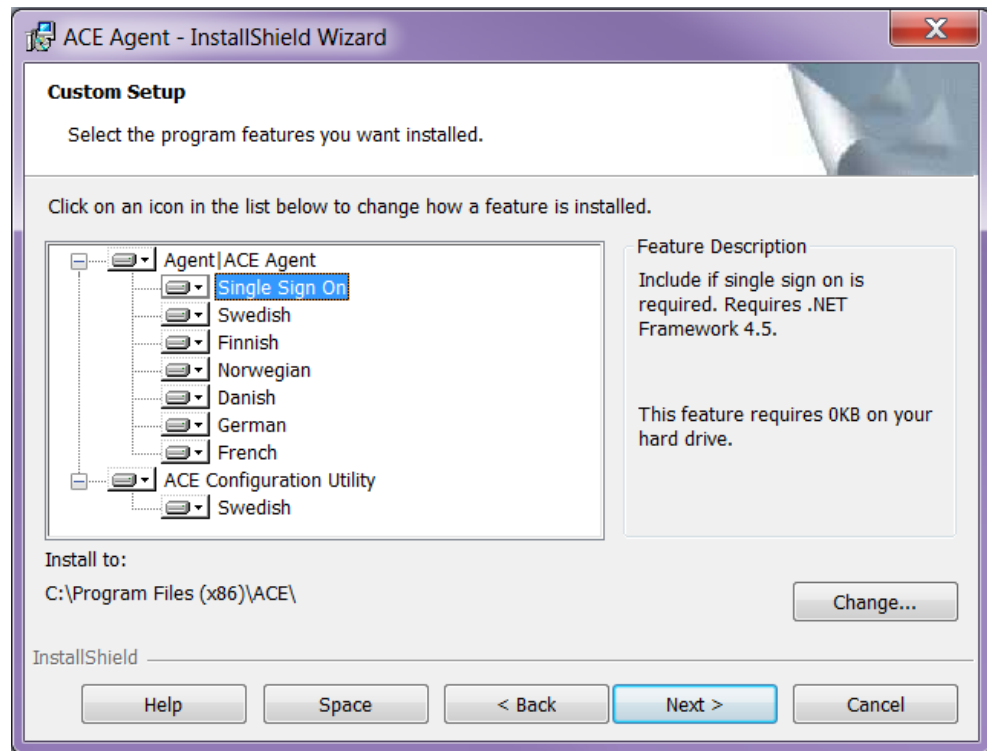 ACE Agent - InstallShield Wizard
X
Custom Setup
Select the program features you want installed.
Click on an icon in the list below to change how a feature is installed.
Agent|ACE Agent
Single Sign On
Swedish
Finnish
Norwegian
Danish
German
French
ACE Configuration Utility
Swedish
Feature Description
Include if single sign on is
required. Requires .NET
Framework 4.5.
This feature requires 0KB on your
hard drive.
Install to:
C:\Program Files (x86)\ACE\
Change...
InstallShield
Help
Space
< Back
Next >
Cancel